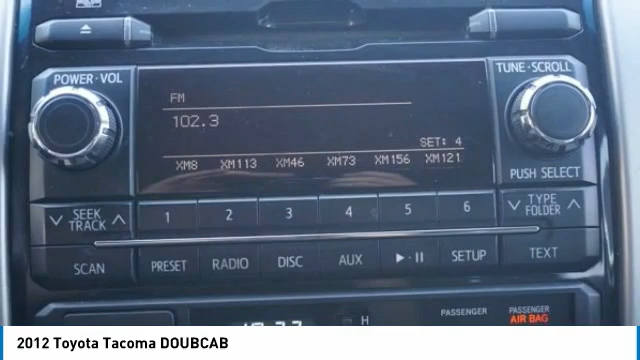 POWER·VOL
TUNE·SCROLL
FM
102.3
SET: 4
XM8 XM113 XM46 XM73 XM156 XM121
PUSH SELECT
SEEK TRACK
1 2 3 4 5 6
TYPE FOLDER
SCAN
PRESET RADIO DISC AUX SETUP
TEXT
H
PASSENGER
PASSENGER
AIR BAG
2012 Toyota Tacoma DOUBCAB